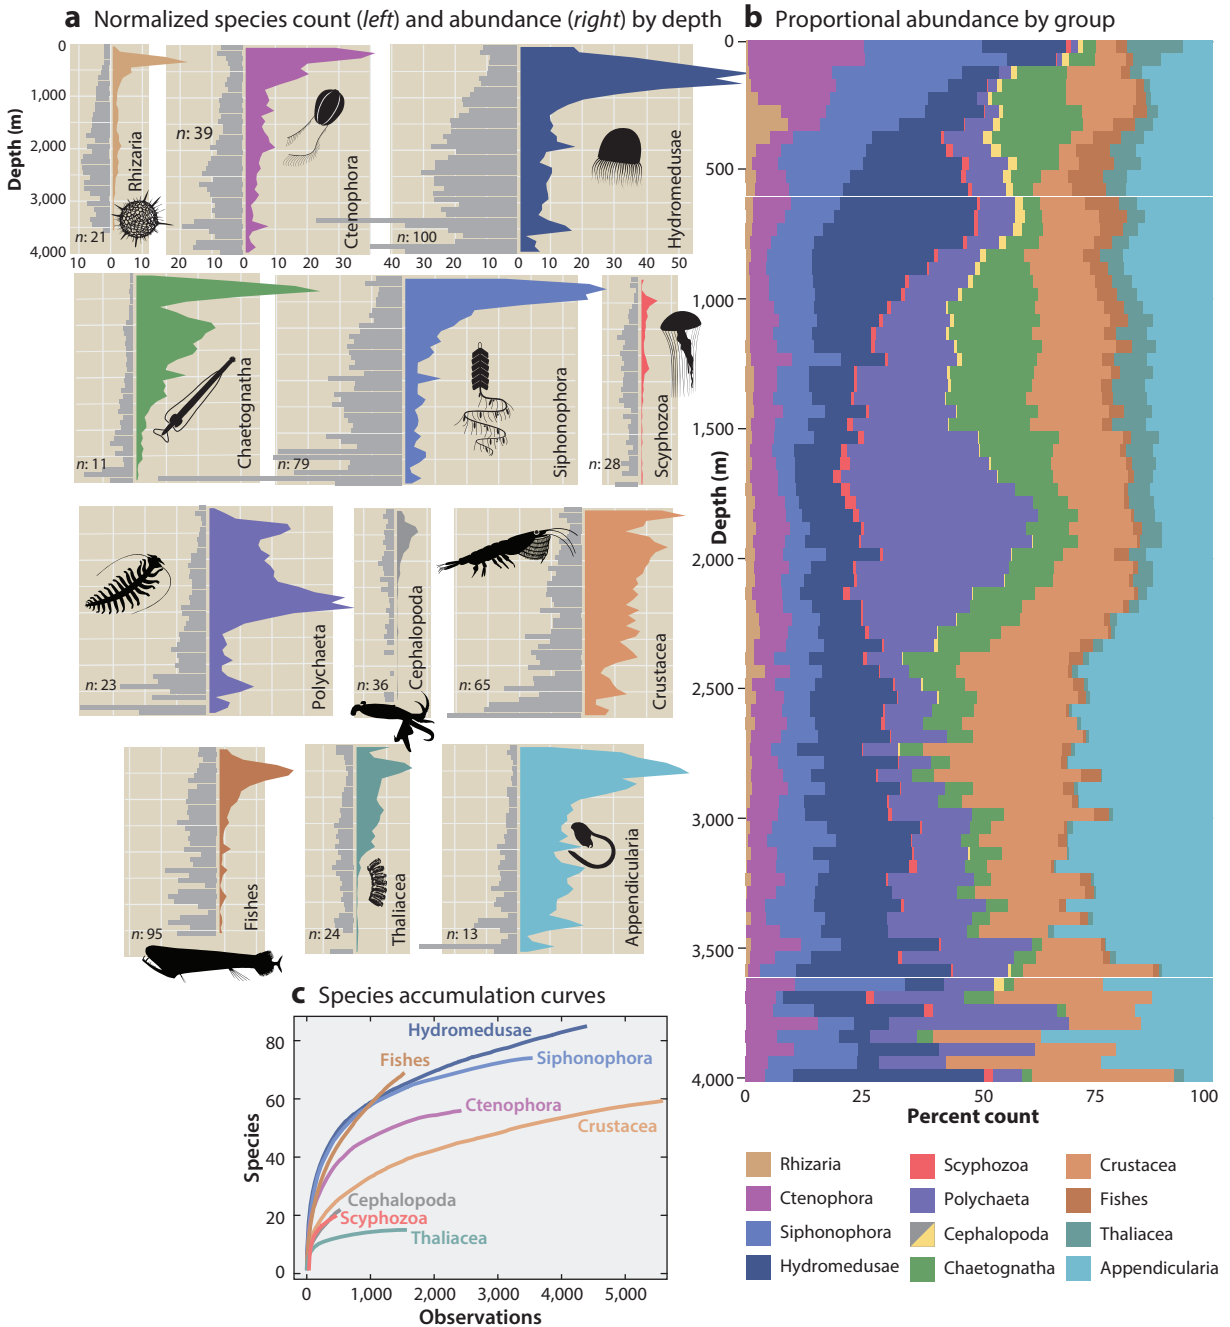 a Normalized species count (left) and abundance (right) by depth
0
1,000
2,000
3,000
4,000
Depth (m)
Rhizaria
n: 21
10 0 10
n: 39
Ctenophora
20 10 0 10 20 30
n: 100
Hydromedusae
40 30 20 10 0 10 20 30 40 50
n: 11
Chaetognatha
n: 79
Siphonophora
n: 28
Scyphozoa
n: 23
Polychaeta
n: 36
Cephalopoda
n: 65
Crustacea
n: 95
Fishes
n: 24
Thaliacea
n: 13
Appendicularia
b Proportional abundance by group
0
500
1,000
1,500
2,000
2,500
3,000
3,500
4,000
Depth (m)
0 25 50 75 100
Percent count
Rhizaria
Ctenophora
Siphonophora
Hydromedusae
Scyphozoa
Polychaeta
Cephalopoda
Chaetognatha
Crustacea
Fishes
Thaliacea
Appendicularia
c Species accumulation curves
80
60
40
20
0
Species
Hydromedusae
Fishes
Siphonophora
Ctenophora
Crustacea
Cephalopoda
Scyphozoa
Thaliacea
0 1,000 2,000 3,000 4,000 5,000
Observations